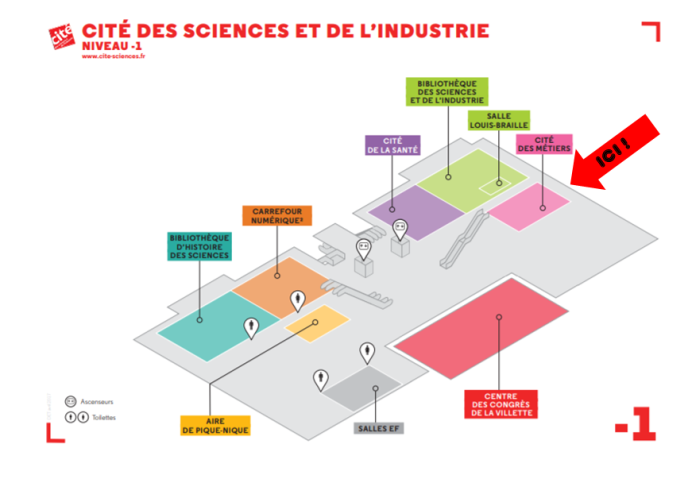 cité
CITÉ DES SCIENCES ET DE L'INDUSTRIE
NIVEAU -1
www.cite-sciences.fr
BIBLIOTHÈQUE
DES SCIENCES
ET DE L'INDUSTRIE
SALLE
LOUIS-BRAILLE
CITÉ
DE LA SANTÉ
CITÉ
DES MÉTIERS
ICI !
CARREFOUR
NUMÉRIQUE²
BIBLIOTHÈQUE
D'HISTOIRE
DES SCIENCES
Ascenseurs
Toilettes
AIRE
DE PIQUE-NIQUE
SALLES EF
CENTRE
DES CONGRÈS
DE LA VILLETTE
-1